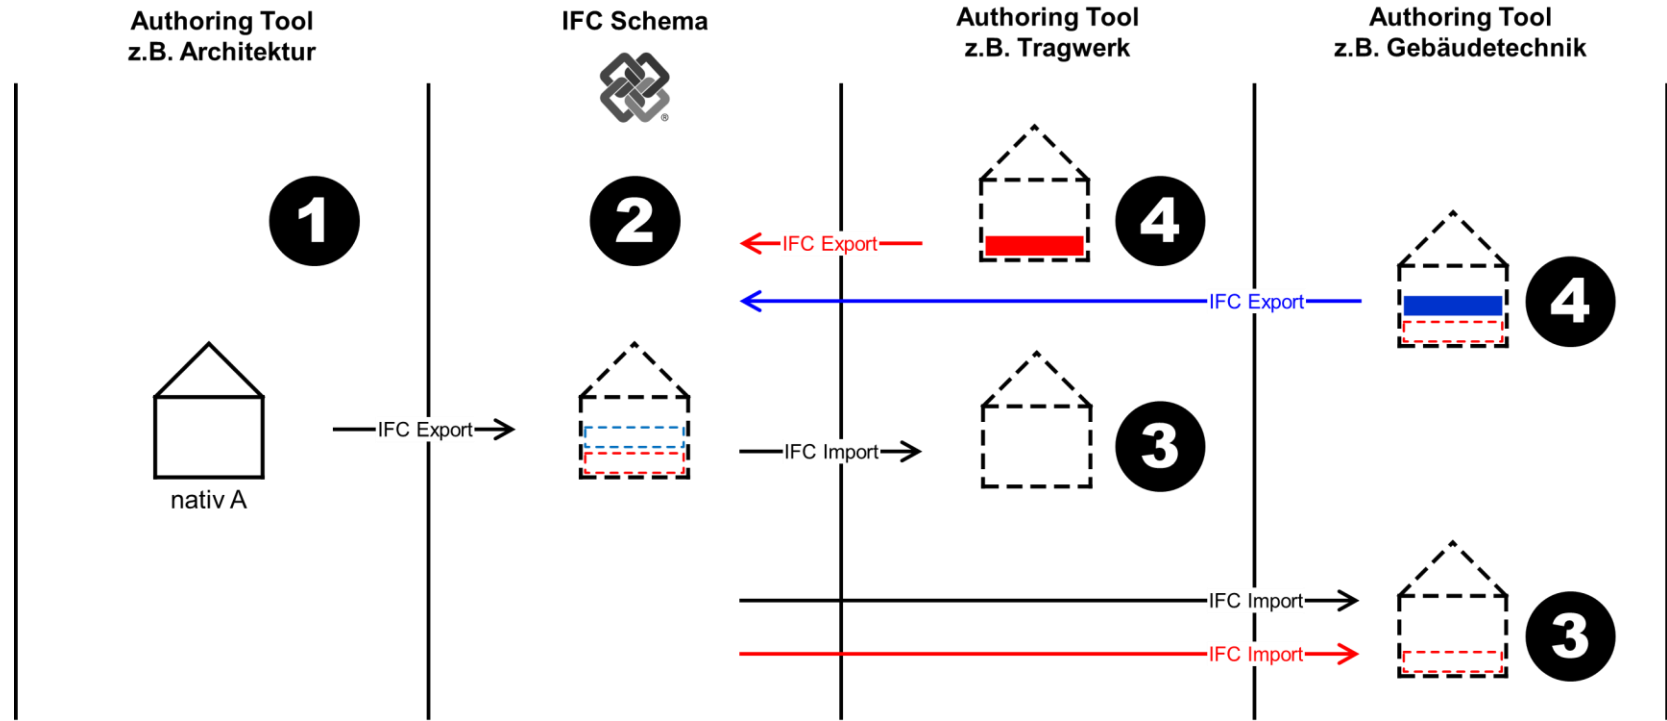 Authoring Tool
z.B. Architektur
IFC Schema
®
Authoring Tool
z.B. Tragwerk
Authoring Tool
z.B. Gebäudetechnik
1
2
4
IFC Export
IFC Export
4
IFC Export
nativ A
IFC Import
3
IFC Import
IFC Import
3